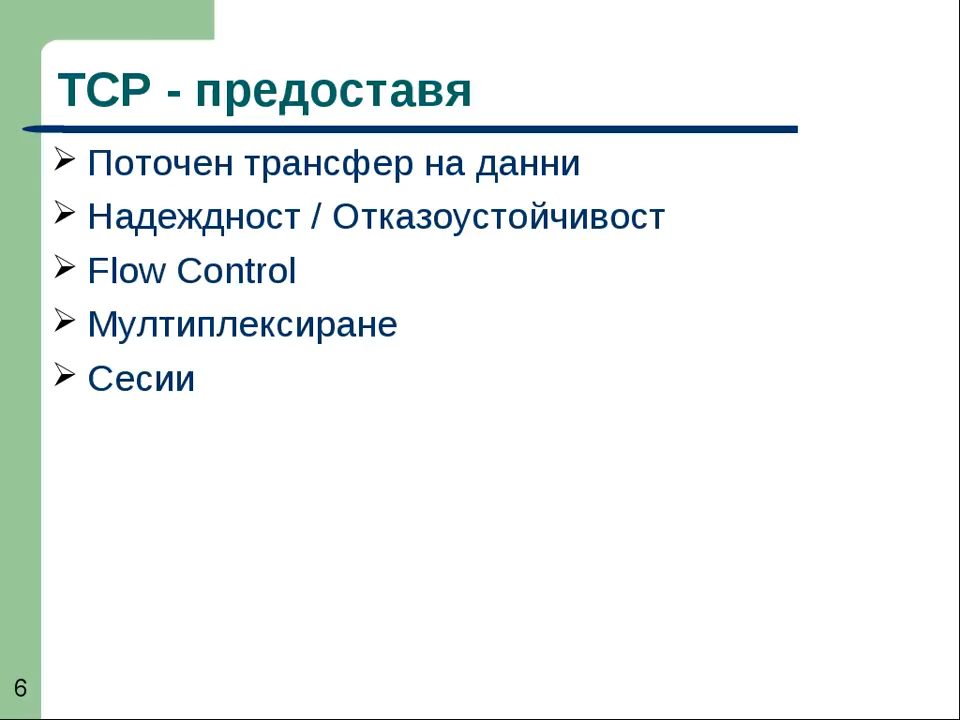 TCP - предоставя
Поточен трансфер на данни
Надеждност / Отказоустойчивост
Flow Control
Мултиплексиране
Сесии
6